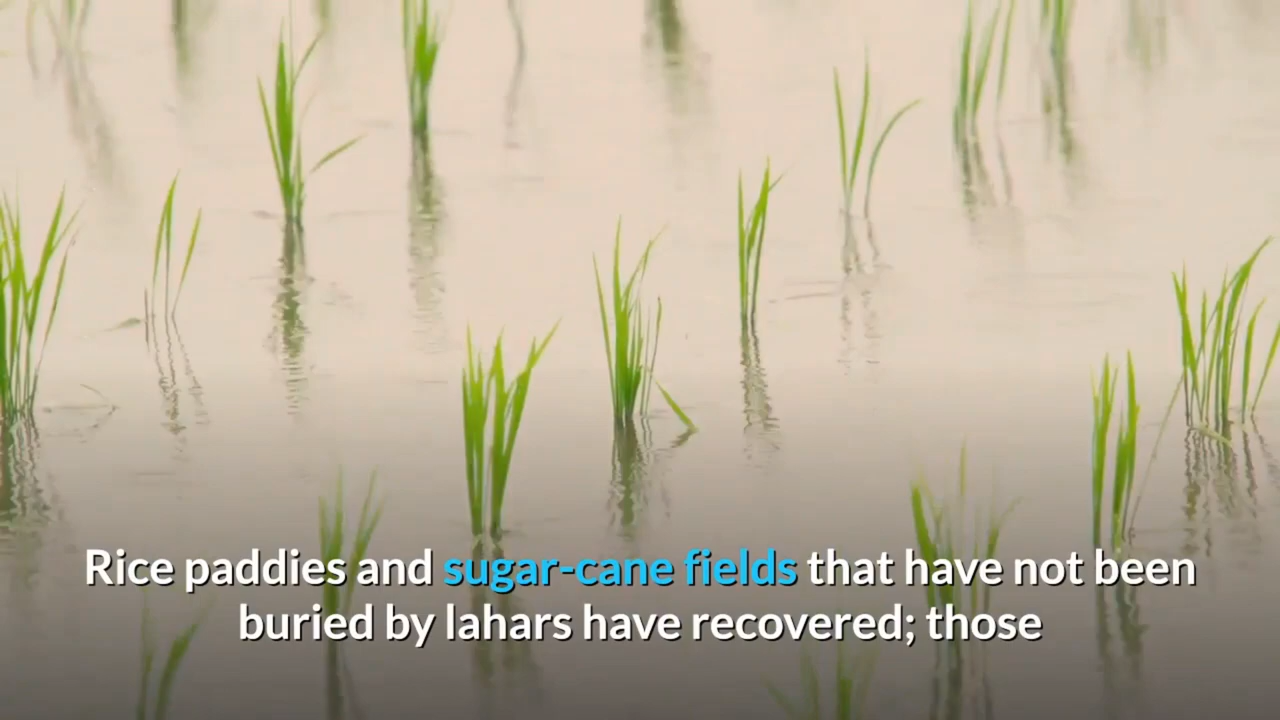 Rice paddies and sugar-cane fields that have not been
buried by lahars have recovered; those